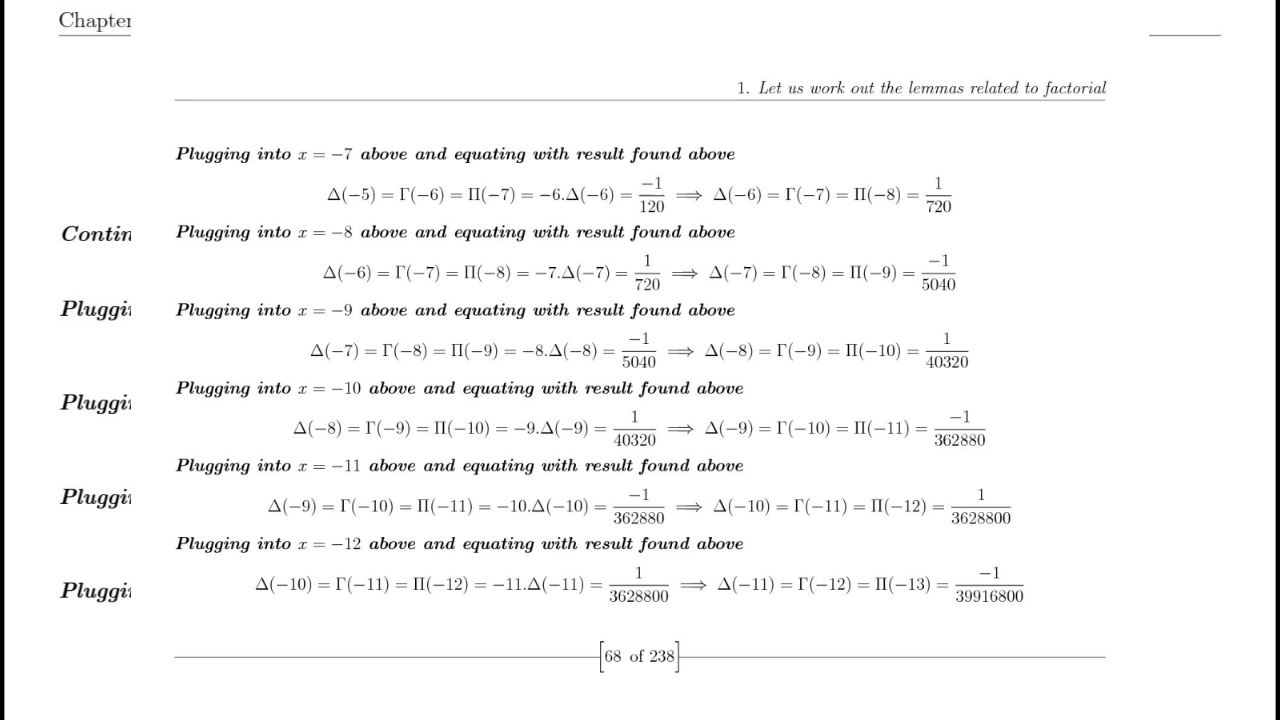 Chapter
1. Let us work out the lemmas related to factorial
Plugging into x = −7 above and equating with result found above
Δ(−5) = Γ(−6) = Π(−7) = −6.Δ(−6) = −1/120 ⟹ Δ(−6) = Γ(−7) = Π(−8) = 1/720
Contin
Plugging into x = −8 above and equating with result found above
Δ(−6) = Γ(−7) = Π(−8) = −7.Δ(−7) = 1/720 ⟹ Δ(−7) = Γ(−8) = Π(−9) = −1/5040
Pluggi
Plugging into x = −9 above and equating with result found above
Δ(−7) = Γ(−8) = Π(−9) = −8.Δ(−8) = −1/5040 ⟹ Δ(−8) = Γ(−9) = Π(−10) = 1/40320
Pluggi
Plugging into x = −10 above and equating with result found above
Δ(−8) = Γ(−9) = Π(−10) = −9.Δ(−9) = 1/40320 ⟹ Δ(−9) = Γ(−10) = Π(−11) = −1/362880
Pluggi
Plugging into x = −11 above and equating with result found above
Δ(−9) = Γ(−10) = Π(−11) = −10.Δ(−10) = −1/362880 ⟹ Δ(−10) = Γ(−11) = Π(−12) = 1/3628800
Pluggi
Plugging into x = −12 above and equating with result found above
Δ(−10) = Γ(−11) = Π(−12) = −11.Δ(−11) = 1/3628800 ⟹ Δ(−11) = Γ(−12) = Π(−13) = −1/39916800
[68 of 238]